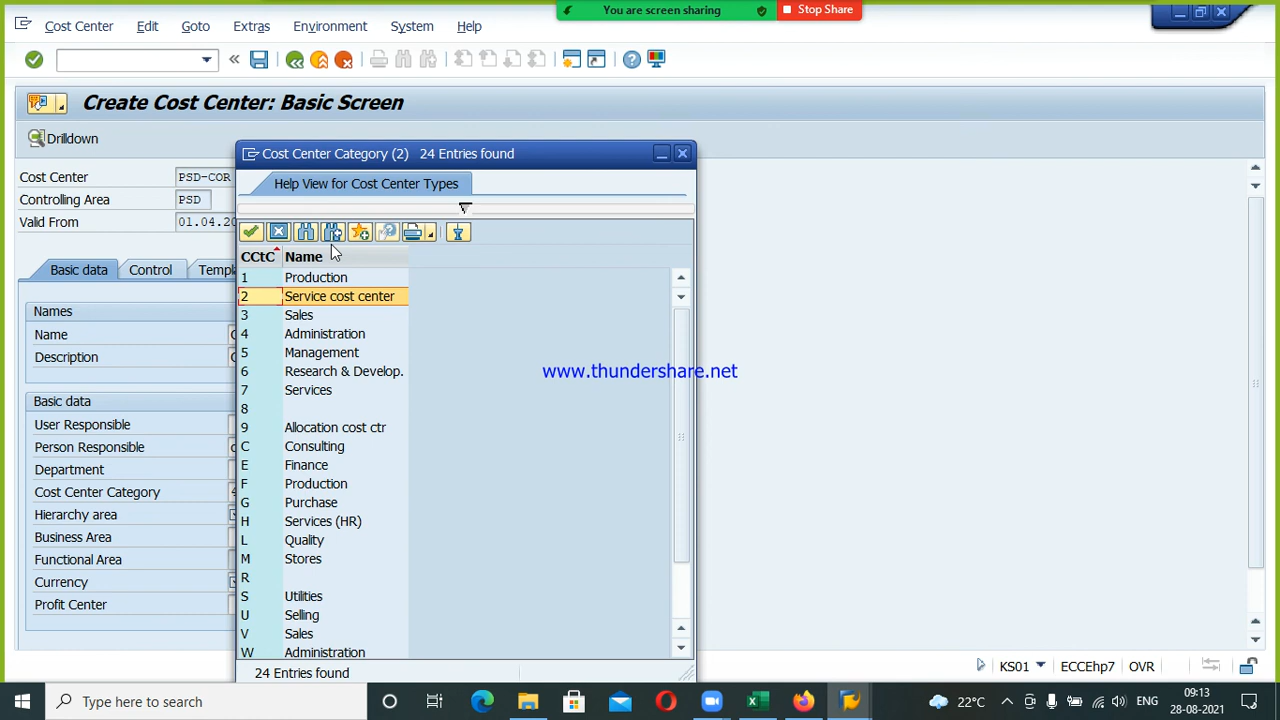 You are screen sharing
Stop Share
Cost Center Edit Goto Extras Environment System Help
Create Cost Center: Basic Screen
Drilldown
Cost Center PSD-COR
Controlling Area PSD
Valid From 01.04.20
Basic data Control Templ
Names
Name
Description
Basic data
User Responsible
Person Responsible
Department
Cost Center Category
Hierarchy area
Business Area
Functional Area
Currency
Profit Center
Cost Center Category (2) 24 Entries found
Help View for Cost Center Types
CCtC Name
1 Production
2 Service cost center
3 Sales
4 Administration
5 Management
6 Research & Develop.
7 Services
8
9 Allocation cost ctr
C Consulting
E Finance
F Production
G Purchase
H Services (HR)
L Quality
M Stores
R
S Utilities
U Selling
V Sales
W Administration
24 Entries found
www.thundershare.net
KS01 ECCEhp7 OVR
Type here to search
22°C
ENG
09:13
28-08-2021